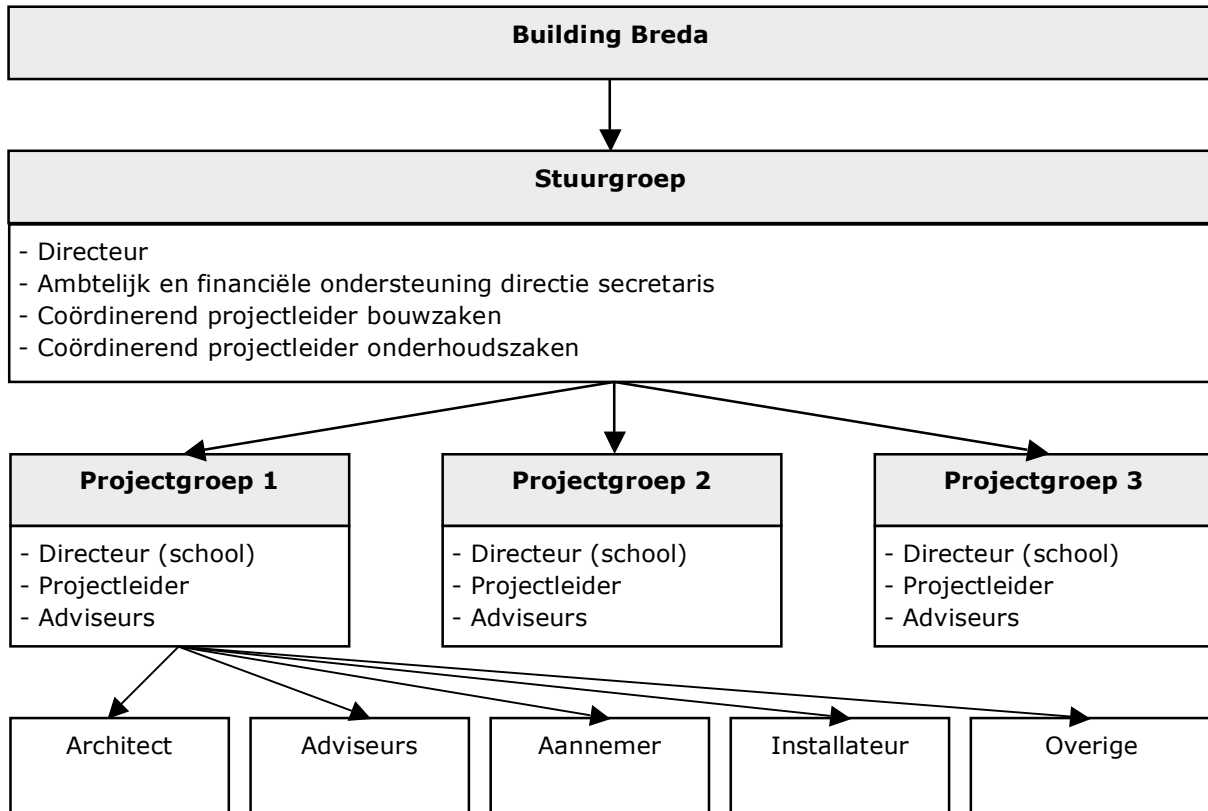 Building Breda
Stuurgroep
- Directeur
- Ambtelijk en financiële ondersteuning directie secretaris
- Coördinerend projectleider bouwzaken
- Coördinerend projectleider onderhoudszaken
Projectgroep 1
- Directeur (school)
- Projectleider
- Adviseurs
Projectgroep 2
- Directeur (school)
- Projectleider
- Adviseurs
Projectgroep 3
- Directeur (school)
- Projectleider
- Adviseurs
Architect
Adviseurs
Aannemer
Installateur
Overige